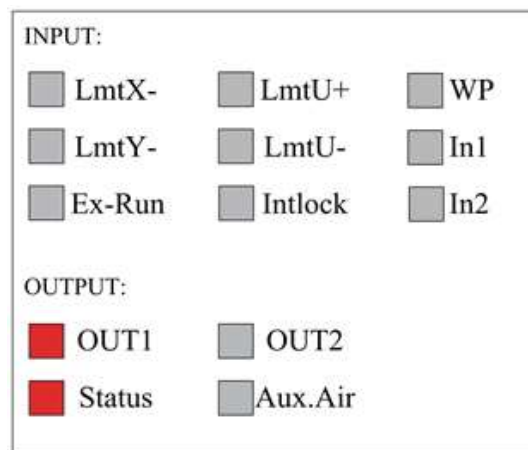 INPUT:
LmtX- LmtU+ WP
LmtY- LmtU- In1
Ex-Run Intlock In2
OUTPUT:
OUT1 OUT2
Status Aux.Air